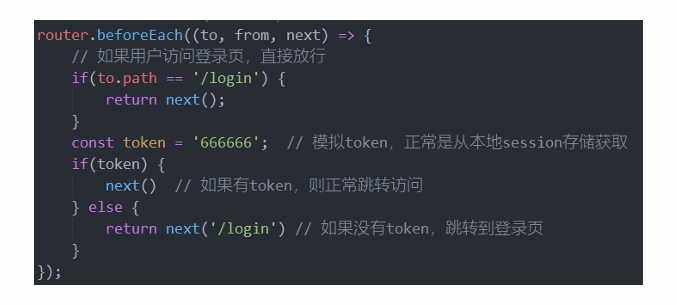 router.beforeEach((to, from, next) => {
    // 如果用户访问登录页，直接放行
    if(to.path == '/login') {
        return next();
    }
    const token = '666666';  // 模拟token，正常是从本地session存储获取
    if(token) {
        next()  // 如果有token，则正常跳转访问
    } else {
        return next('/login') // 如果没有token，跳转到登录页
    }
});